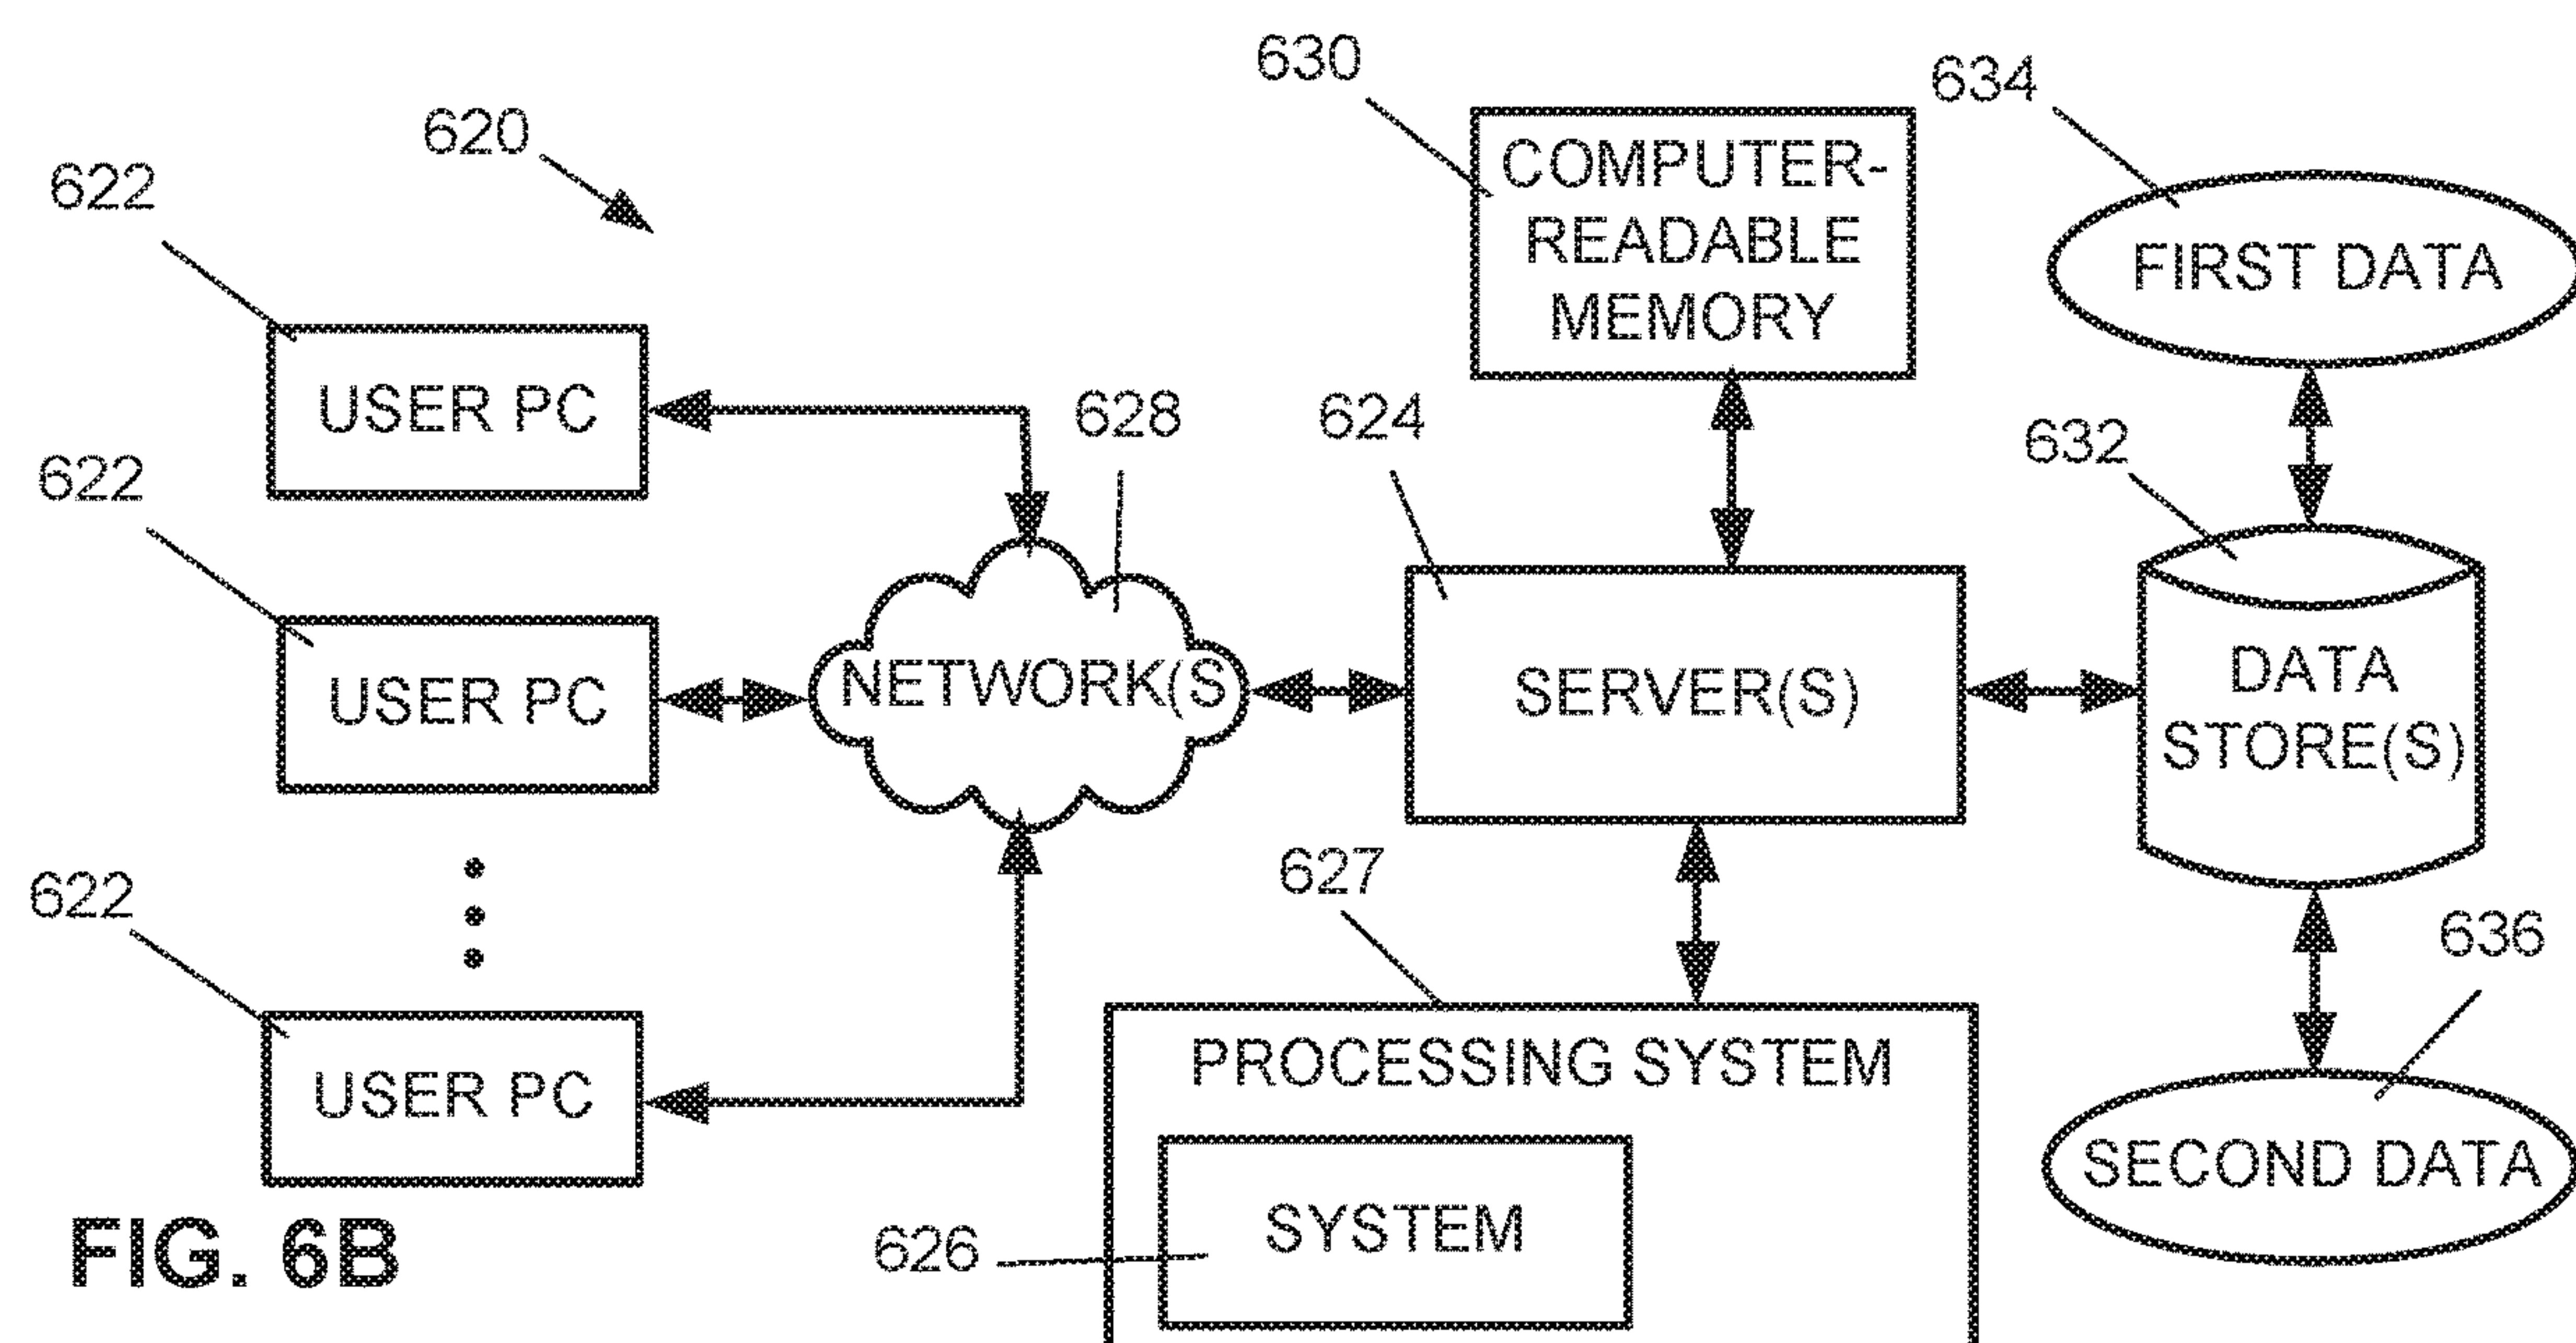 630
634
620
622
COMPUTER-
READABLE
MEMORY
FIRST DATA
USER PC
628
624
632
622
USER PC
NETWORK(S
SERVER(S)
DATA
STORE(S)
627
622
636
PROCESSING SYSTEM
USER PC
SECOND DATA
SYSTEM
626
FIG. 6B